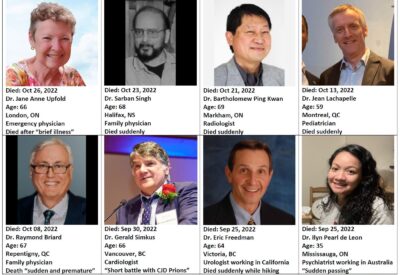 Died: Oct 26, 2022
Dr. Jane Anne Upfold
Age: 66
London, ON
Emergency physician
Died after "brief illness"
Died: Oct 23, 2022
Dr. Sarban Singh
Age: 68
Halifax, NS
Family physician
Died suddenly
Died: Oct 21, 2022
Dr. Bartholomew Ping Kwan
Age: 69
Markham, ON
Radiologist
Died suddenly
Died: Oct 13, 2022
Dr. Jean Lachapelle
Age: 59
Montreal, QC
Pediatrician
Died suddenly
Died: Oct 08, 2022
Dr. Raymond Briard
Age: 67
Repentigny, QC
Family physician
Death "sudden and premature"
Died: Sep 30, 2022
Dr. Gerald Simkus
Age: 66
Vancouver, BC
Cardiologist
"Short battle with CJD Prions"
Died: Sep 25, 2022
Dr. Eric Freedman
Age: 64
Victoria, BC
Urologist working in California
Died suddenly while hiking
Died: Sep 25, 2022
Dr. Ilyn Pearl de Leon
Age: 35
Mississauga, ON
Psychiatrist working in Australia
"Sudden passing"